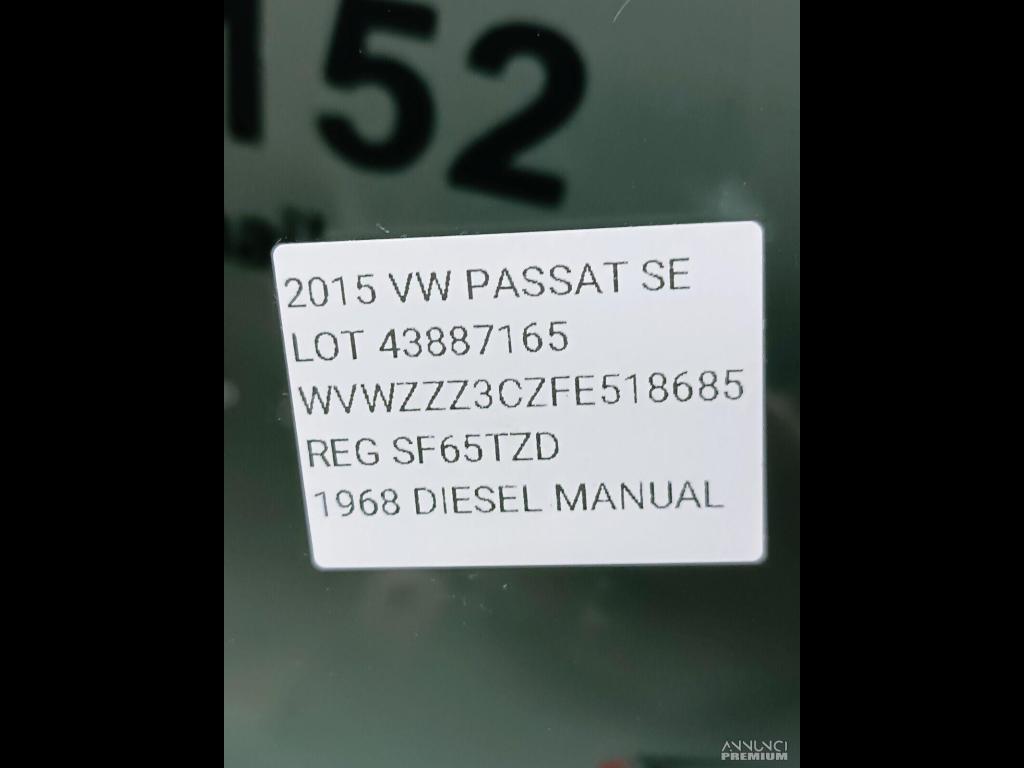 152
2015 VW PASSAT SE
LOT 43887165
WVWZZZ3CZFE518685
REG SF65TZD
1968 DIESEL MANUAL
ANNUNCI
PREMIUM